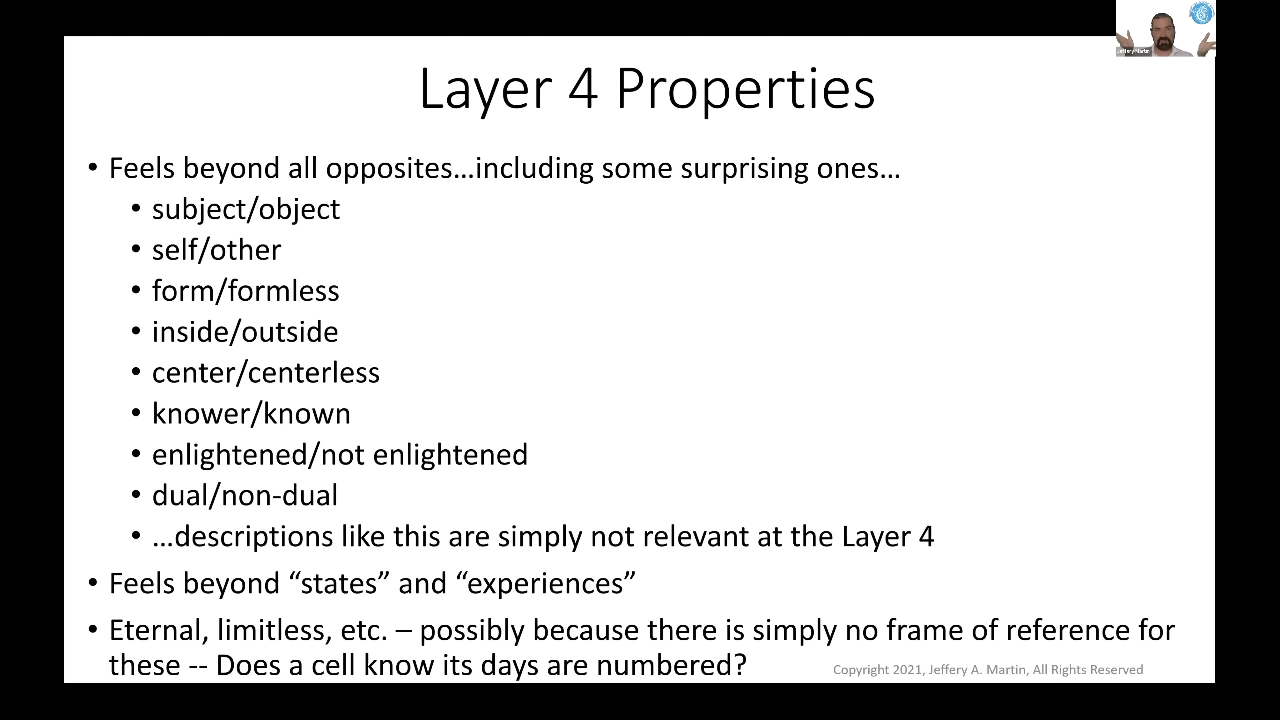 Jeffery Martin
Layer 4 Properties
• Feels beyond all opposites...including some surprising ones...
• subject/object
• self/other
• form/formless
• inside/outside
• center/centerless
• knower/known
• enlightened/not enlightened
• dual/non-dual
• ...descriptions like this are simply not relevant at the Layer 4
• Feels beyond “states” and “experiences”
• Eternal, limitless, etc. – possibly because there is simply no frame of reference for
these -- Does a cell know its days are numbered?
Copyright 2021, Jeffery A. Martin, All Rights Reserved